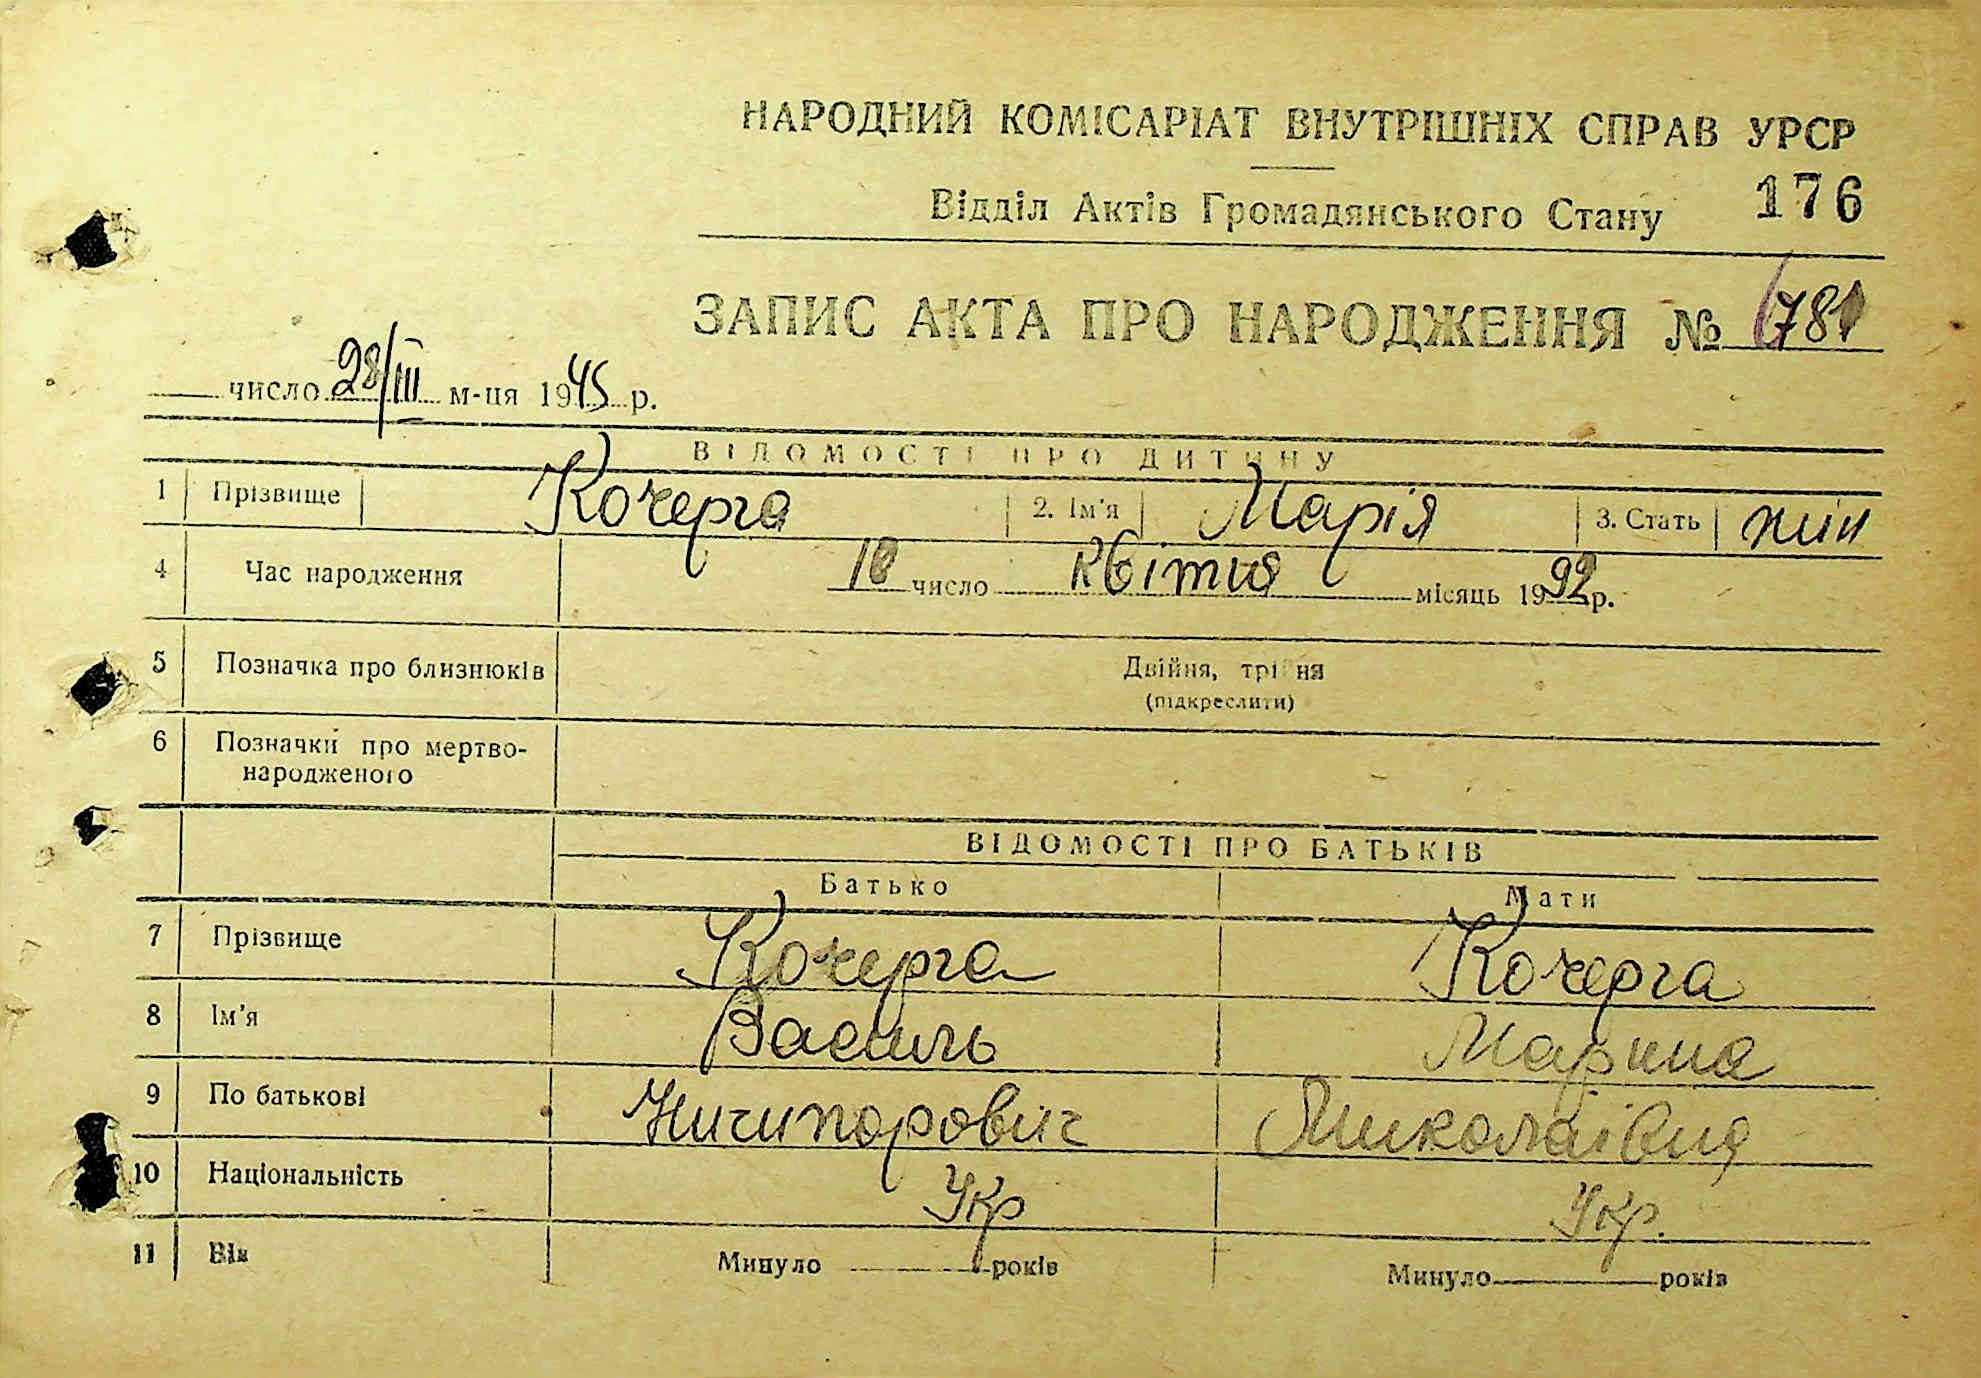 НАРОДНИЙ КОМІСАРІАТ ВНУТРІШНІХ СПРАВ УРСР
Відділ Актів Громадянського Стану 176
ЗАПИС АКТА ПРО НАРОДЖЕННЯ № 781
число 28/III м-ця 1945 р.
ВІДОМОСТІ ПРО ДИТИНУ
1 Прізвище Кочерга 2. Ім'я Марія 3. Стать жін
4 Час народження 10 число квітня місяць 1922 р.
5 Позначка про близнюків Двійня, трійня
(підкреслити)
6 Позначки про мертво-
народженого
ВІДОМОСТІ ПРО БАТЬКІВ
Батько Мати
7 Прізвище Кочерга Кочерга
8 Ім'я Василь Марина
9 По батькові Ничипорович Миколаївна
10 Національність Укр Укр.
11 Вік Минуло років Минуло років